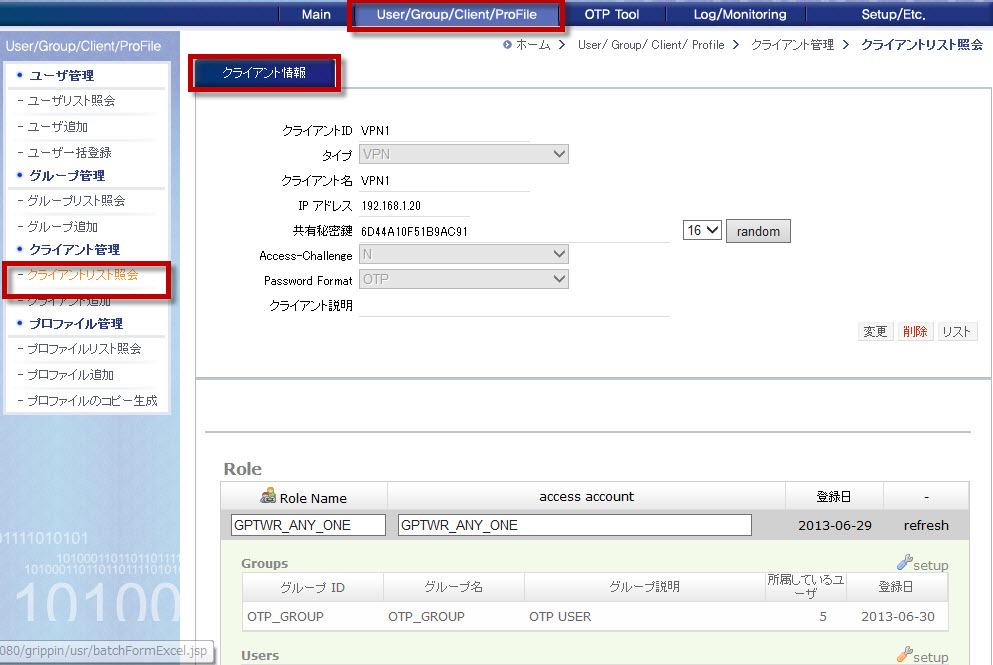 Main
User/Group/Client/ProFile
OTP Tool
Log/Monitoring
Setup/Etc.
User/Group/Client/ProFile
ホーム
User/ Group/ Client/ Profile
クライアント管理
クライアントリスト照会
ユーザ管理
- ユーザリスト照会
- ユーザ追加
- ユーザ一括登録
グループ管理
- グループリスト照会
- グループ追加
クライアント管理
- クライアントリスト照会
- クライアント追加
プロファイル管理
- プロファイルリスト照会
- プロファイル追加
- プロファイルのコピー生成
クライアント情報
クライアントID VPN1
タイプ VPN
クライアント名 VPN1
IP アドレス 192.168.1.20
共有秘密鍵 6D44A10F51B9AC91 16 random
Access-Challenge N
Password Format OTP
クライアント説明
変更 削除 リスト
Role
Role Name access account 登録日 -
GPTWR_ANY_ONE GPTWR_ANY_ONE 2013-06-29 refresh
Groups setup
グループ ID グループ名 グループ説明 所属しているユーザ 登録日
OTP_GROUP OTP_GROUP OTP USER 5 2013-06-30
Users setup
1111010101
1010001101101101111
10100011011011101111101
10100
080/grippin/usr/batchFormExcel.jsp